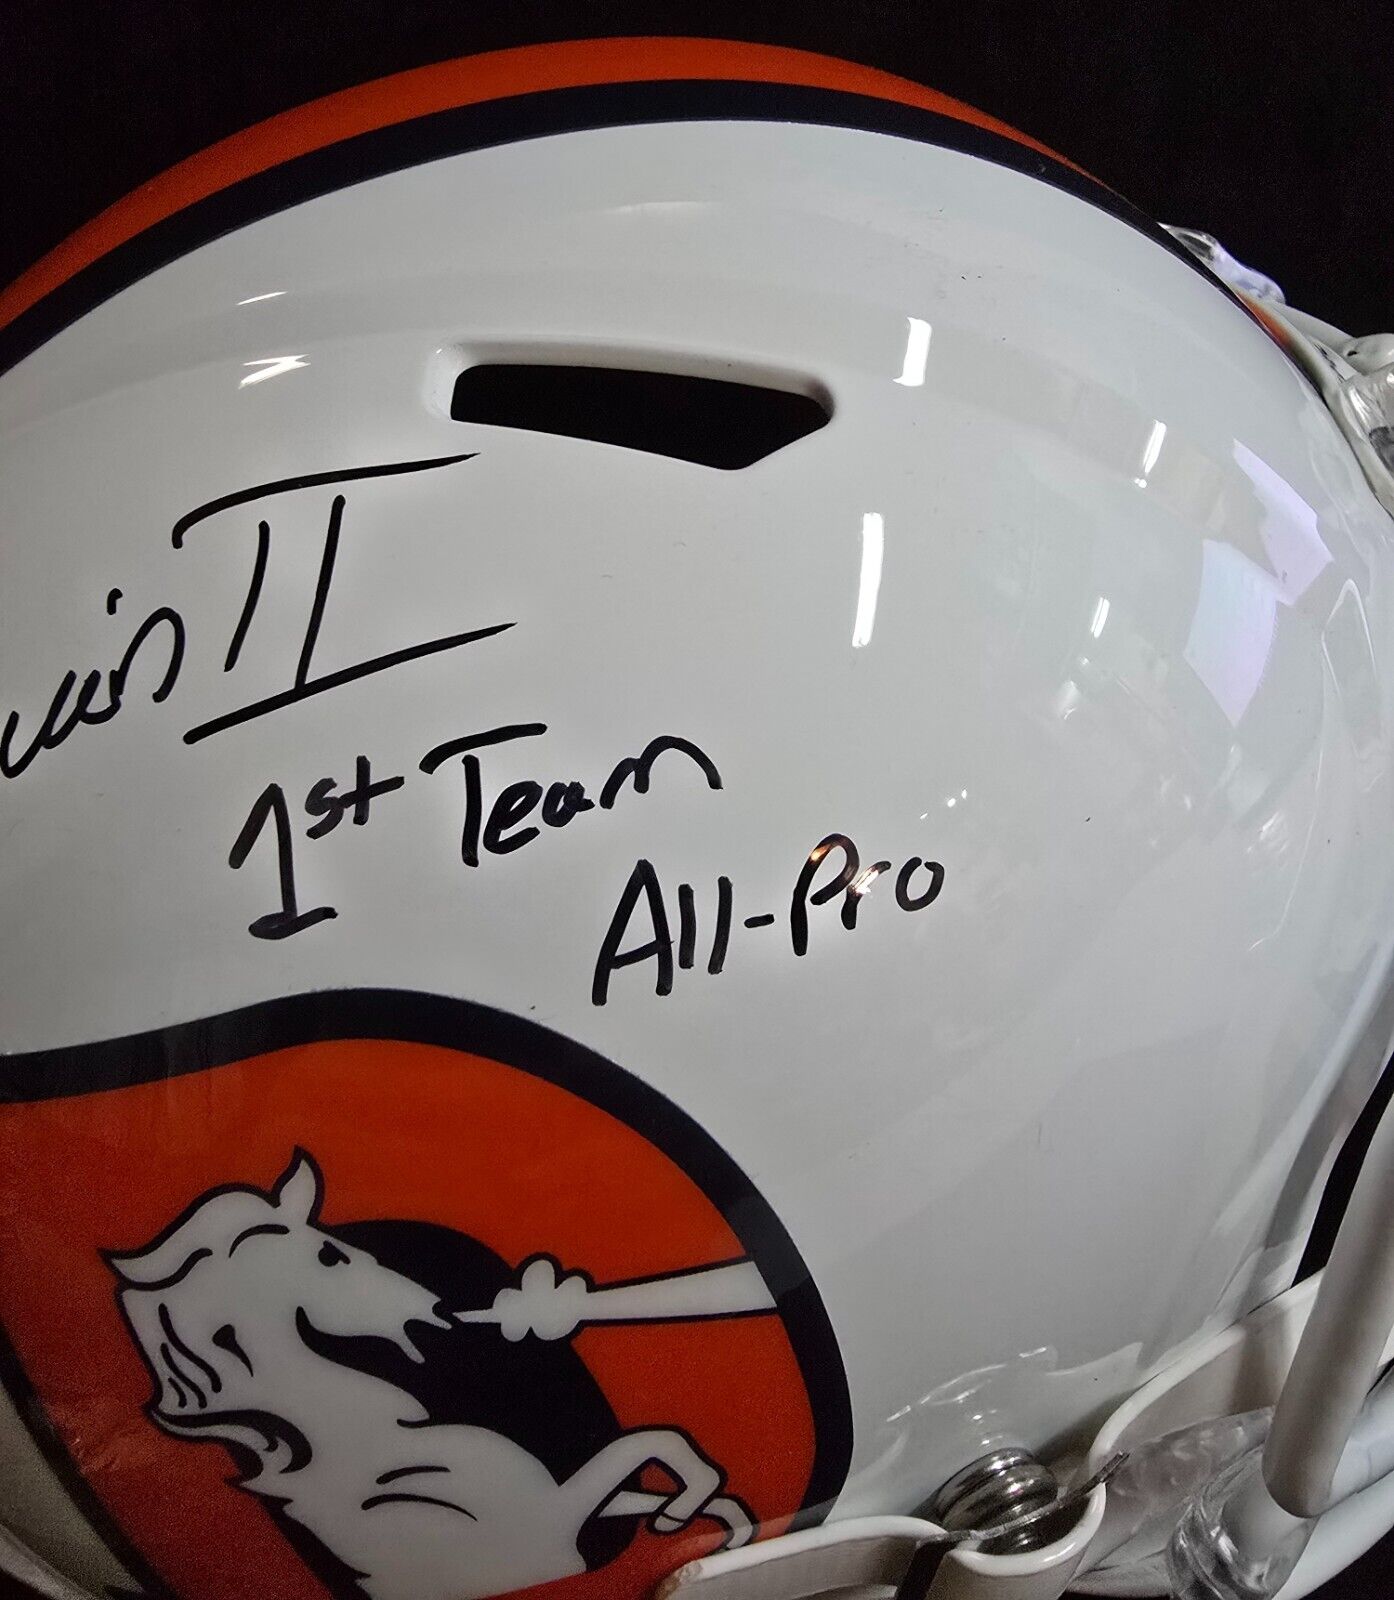 II
1st Team
All-Pro